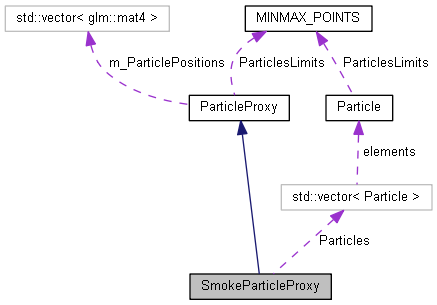 std::vector< glm::mat4 >
MINMAX_POINTS
m_ParticlePositions
ParticlesLimits
ParticlesLimits
ParticleProxy
Particle
elements
std::vector< Particle >
Particles
SmokeParticleProxy